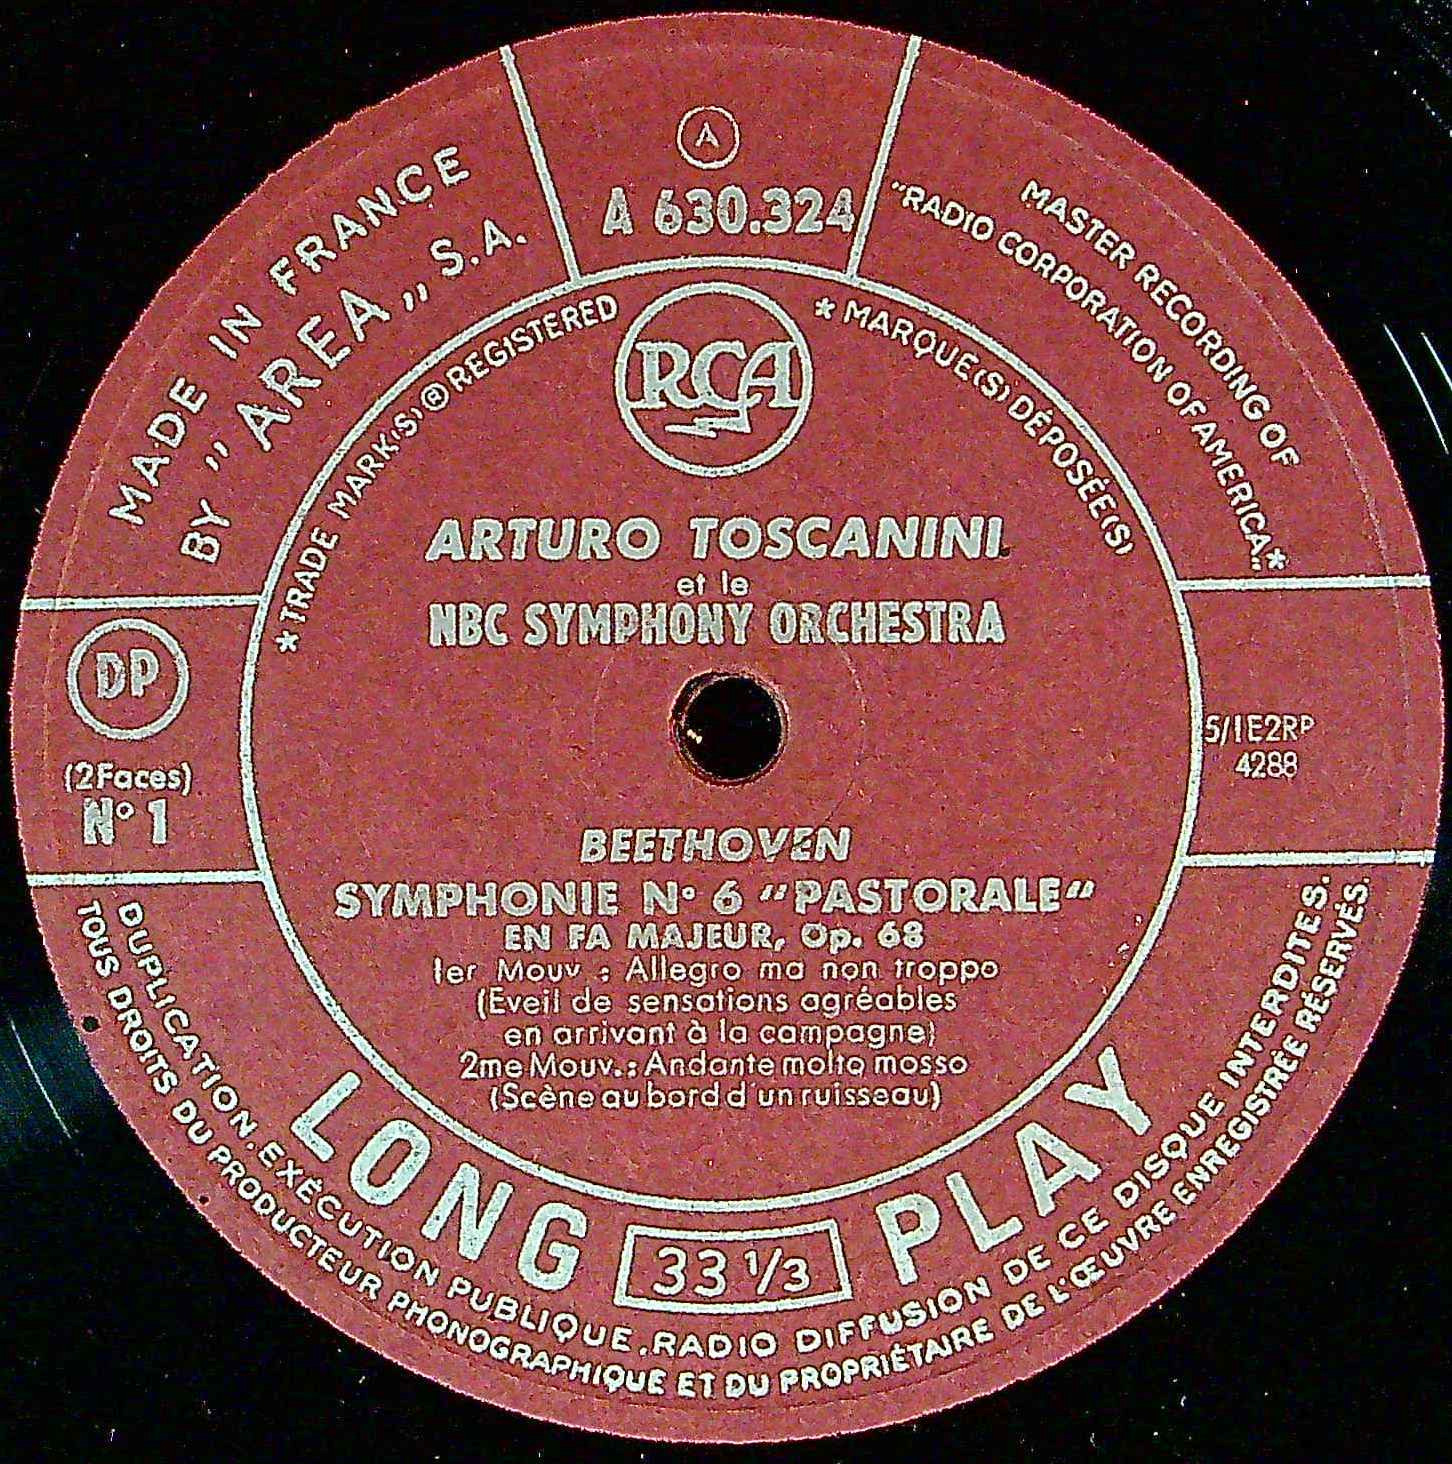 A
A 630.324
MADE IN FRANCE
BY "AREA" S.A.
MASTER RECORDING OF
"RADIO CORPORATION OF AMERICA"*
*TRADE MARK(S) ® REGISTERED
* MARQUE(S) DÉPOSÉE(S)
RCA
ARTURO TOSCANINI
et le
NBC SYMPHONY ORCHESTRA
DP
(2Faces)
N° 1
5/1E2RP
4288
BEETHOVEN
SYMPHONIE N° 6 "PASTORALE"
EN FA MAJEUR, Op. 68
1er Mouv : Allegro ma non troppo
(Eveil de sensations agréables
en arrivant à la campagne)
2me Mouv. : Andante molto mosso
(Scène au bord d'un ruisseau)
LONG PLAY
33 1/3
DUPLICATION. EXÉCUTION PUBLIQUE. RADIO DIFFUSION DE CE DISQUE INTERDITES.
TOUS DROITS DU PRODUCTEUR PHONOGRAPHIQUE ET DU PROPRIÉTAIRE DE L'ŒUVRE ENREGISTRÉE RÉSERVÉS.